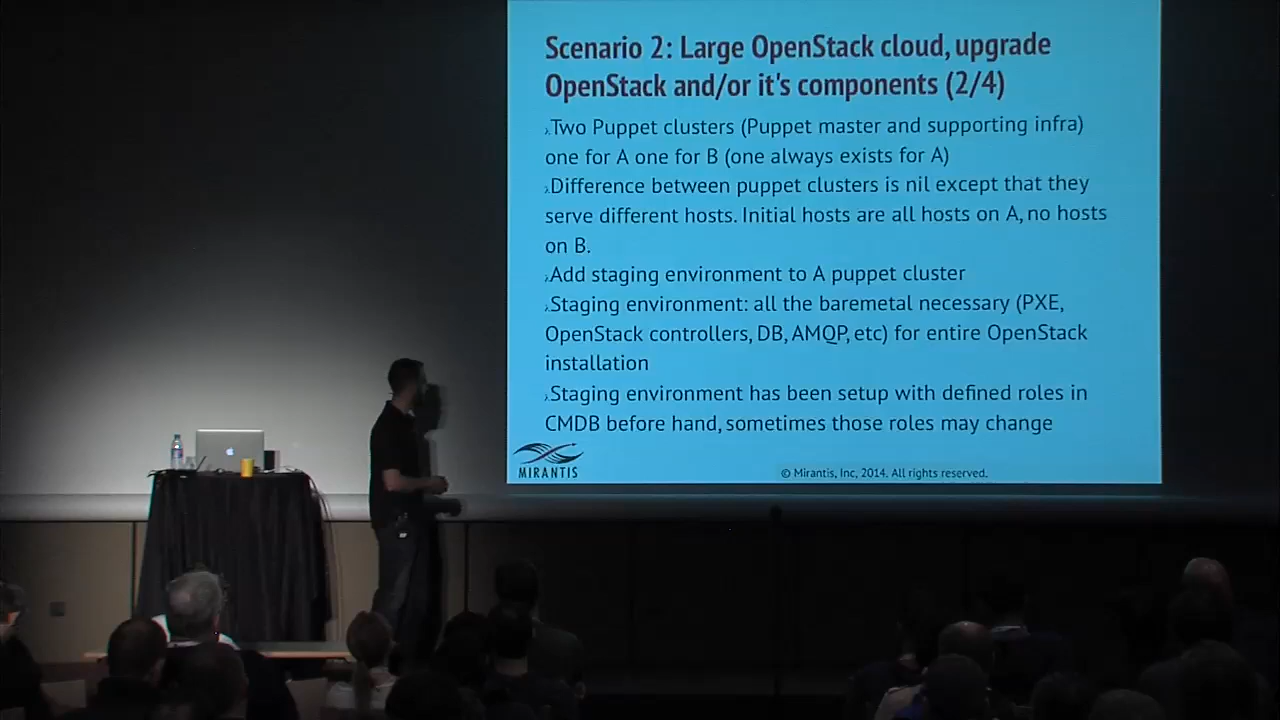 Scenario 2: Large OpenStack cloud, upgrade
OpenStack and/or it's components (2/4)
Two Puppet clusters (Puppet master and supporting infra)
one for A one for B (one always exists for A)
Difference between puppet clusters is nil except that they
serve different hosts. Initial hosts are all hosts on A, no hosts
on B.
Add staging environment to A puppet cluster
Staging environment: all the baremetal necessary (PXE,
OpenStack controllers, DB, AMQP, etc) for entire OpenStack
installation
Staging environment has been setup with defined roles in
CMDB before hand, sometimes those roles may change
MIRANTIS
© Mirantis, Inc, 2014. All rights reserved.